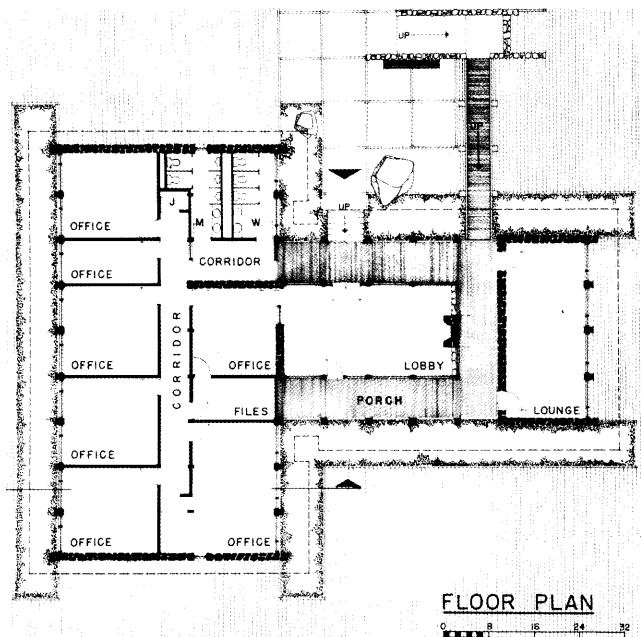 UP
UP
J
UP
M
W
OFFICE
CORRIDOR
OFFICE
CORRIDOR
OFFICE
OFFICE
LOBBY
PORCH
FILES
LOUNGE
OFFICE
OFFICE
OFFICE
FLOOR PLAN
0 8 16 24 32